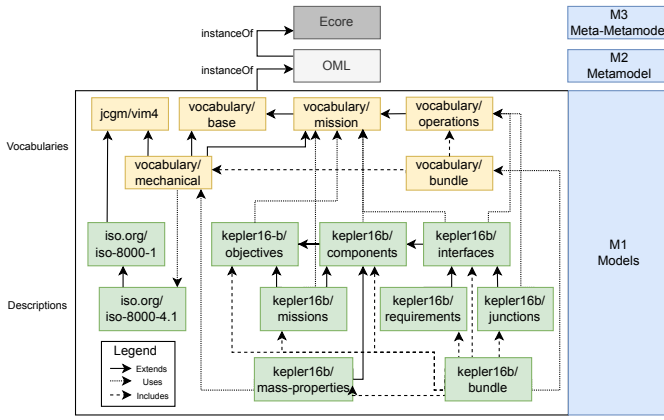 Ecore
M3
Meta-Metamodel
instanceOf
OML
M2
Metamodel
instanceOf
jcgm/vim4
vocabulary/
base
vocabulary/
mission
vocabulary/
operations
Vocabularies
vocabulary/
mechanical
vocabulary/
bundle
iso.org/
iso-8000-1
kepler16-b/
objectives
kepler16b/
components
kepler16b/
interfaces
M1
Models
Descriptions
iso.org/
iso-8000-4.1
kepler16b/
missions
kepler16b/
requirements
kepler16b/
junctions
Legend
Extends
Uses
Includes
kepler16b/
mass-properties
kepler16b/
bundle